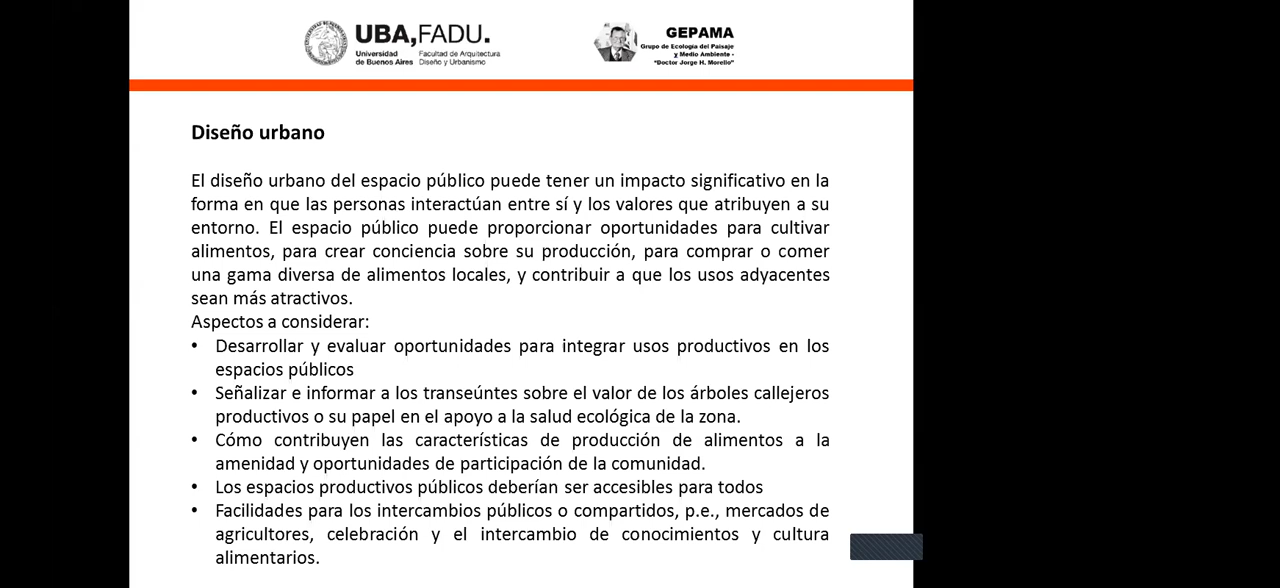 UBA,FADU.
Universidad de Buenos Aires
Facultad de Arquitectura Diseño y Urbanismo
GEPAMA
Grupo de Ecología del Paisaje
y Medio Ambiente -
"Doctor Jorge H. Morello"
Diseño urbano
El diseño urbano del espacio público puede tener un impacto significativo en la
forma en que las personas interactúan entre sí y los valores que atribuyen a su
entorno. El espacio público puede proporcionar oportunidades para cultivar
alimentos, para crear conciencia sobre su producción, para comprar o comer
una gama diversa de alimentos locales, y contribuir a que los usos adyacentes
sean más atractivos.
Aspectos a considerar:
• Desarrollar y evaluar oportunidades para integrar usos productivos en los
espacios públicos
• Señalizar e informar a los transeúntes sobre el valor de los árboles callejeros
productivos o su papel en el apoyo a la salud ecológica de la zona.
• Cómo contribuyen las características de producción de alimentos a la
amenidad y oportunidades de participación de la comunidad.
• Los espacios productivos públicos deberían ser accesibles para todos
• Facilidades para los intercambios públicos o compartidos, p.e., mercados de
agricultores, celebración y el intercambio de conocimientos y cultura
alimentarios.